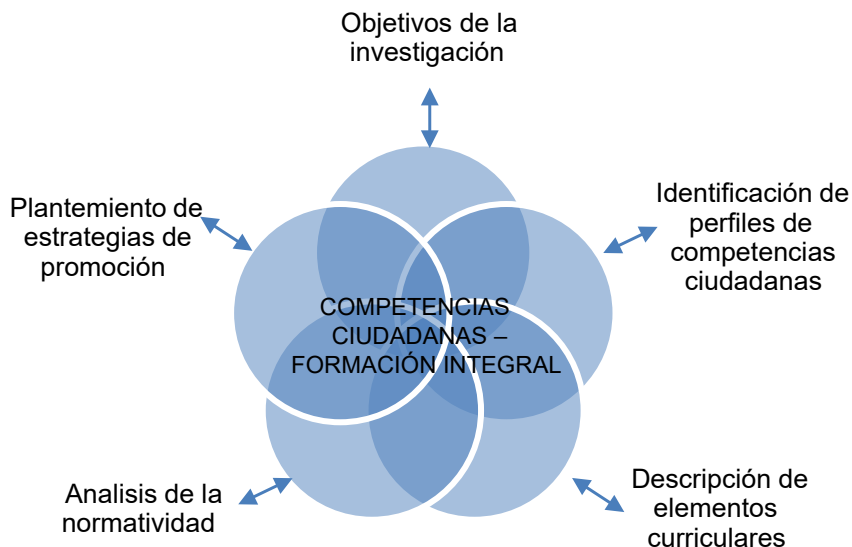 Objetivos de la
investigación
Identificación de
perfiles de
competencias
ciudadanas
Plantemiento de
estrategias de
promoción
COMPETENCIAS
CIUDADANAS –
FORMACIÓN INTEGRAL
Descripción de
elementos
curriculares
Analisis de la
normatividad